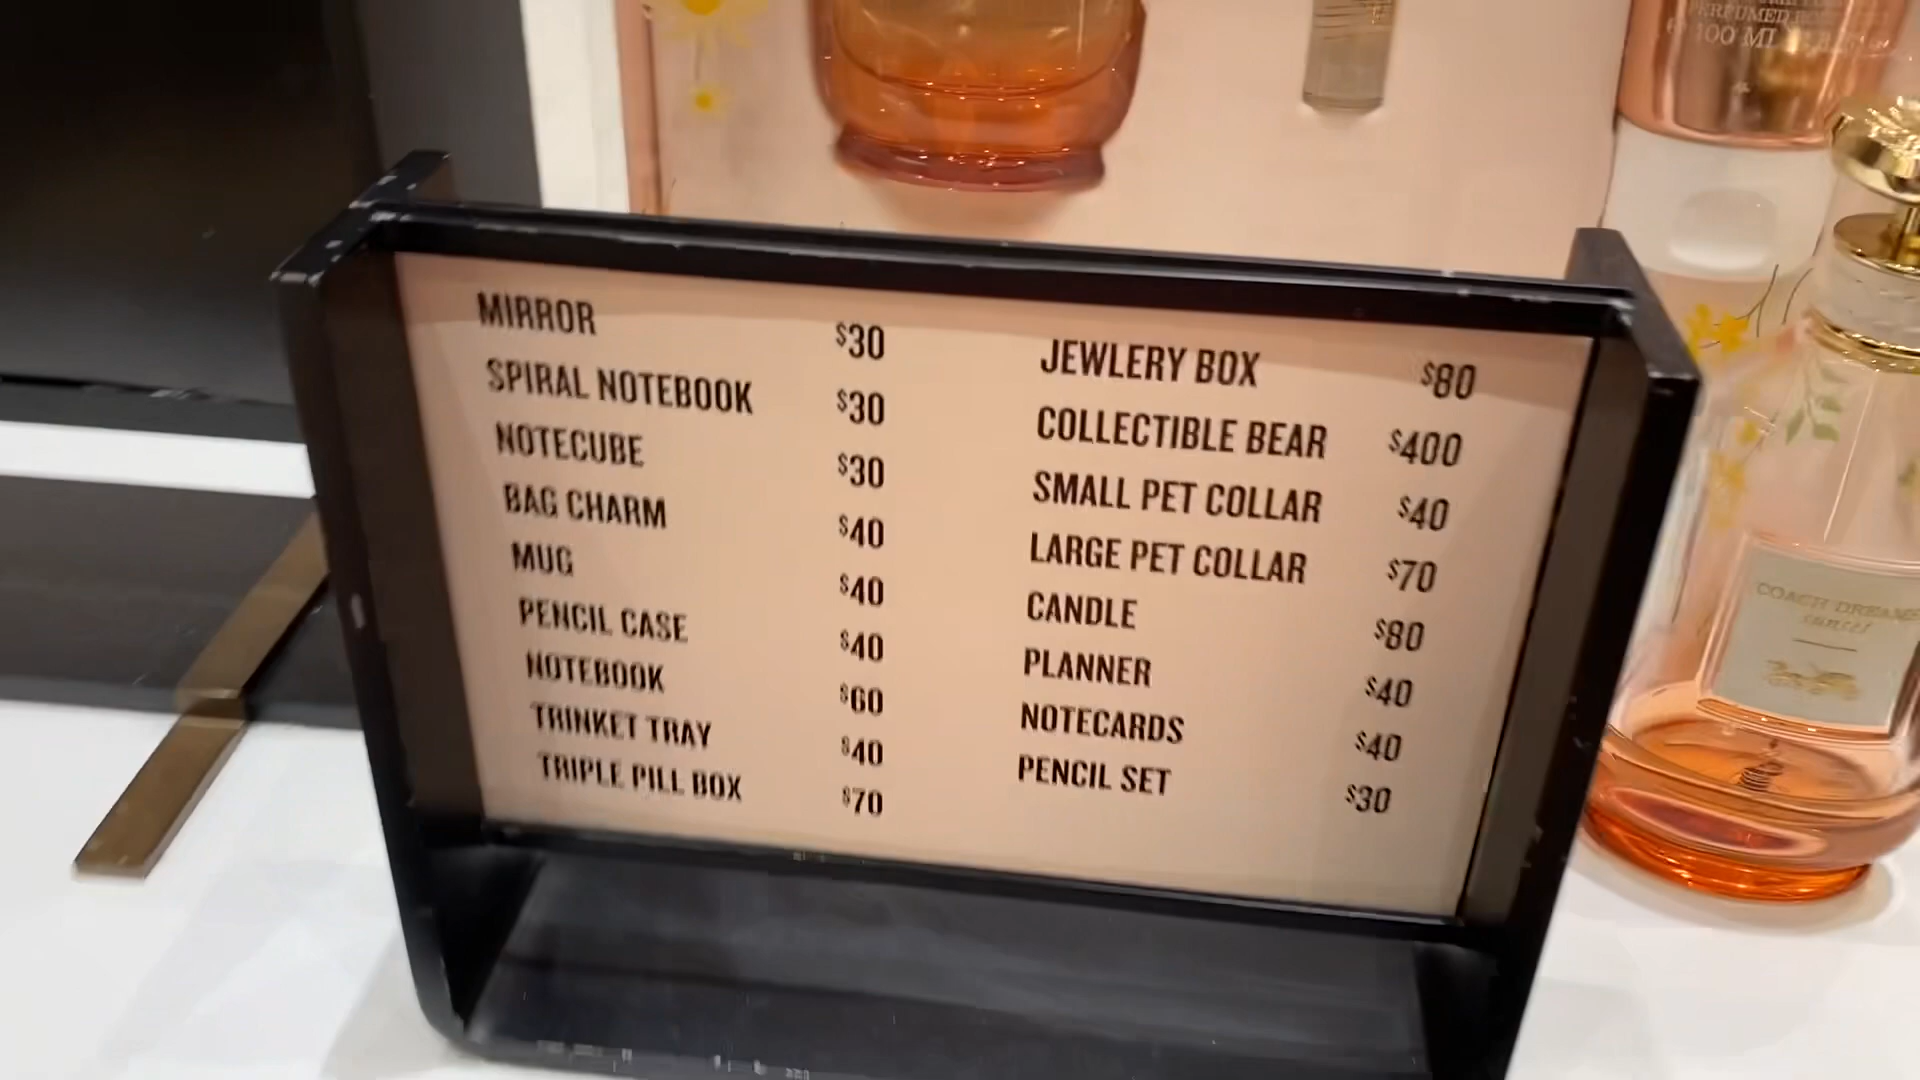 MIRROR $30
SPIRAL NOTEBOOK $30
NOTECUBE $30
BAG CHARM $40
MUG $40
PENCIL CASE $40
NOTEBOOK $60
TRINKET TRAY $40
TRIPLE PILL BOX $70
JEWLERY BOX $80
COLLECTIBLE BEAR $400
SMALL PET COLLAR $40
LARGE PET COLLAR $70
CANDLE $80
PLANNER $40
NOTECARDS $40
PENCIL SET $30
PERFUMED
100 ML
COACH DREAMS
sunset